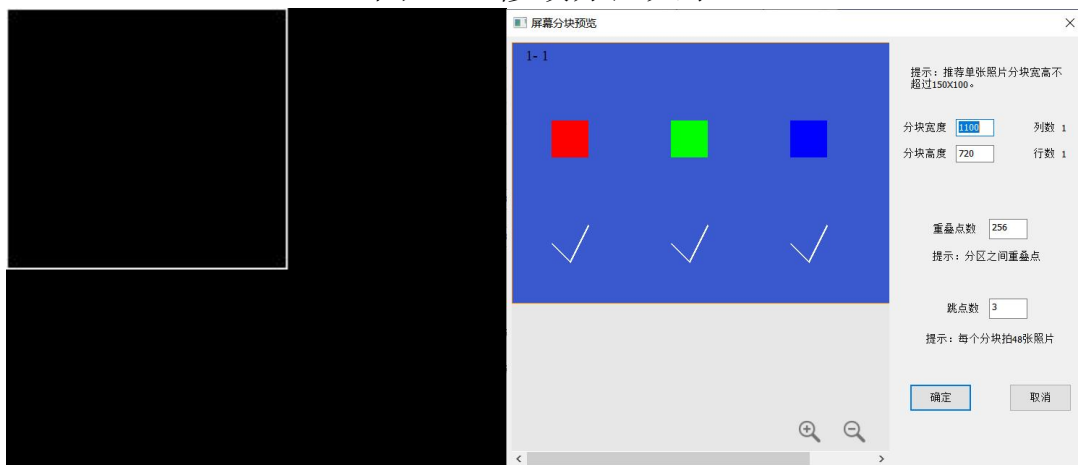 屏幕分块预览
1-1
提示：推荐单张照片分块宽高不
超过150X100。
分块宽度 1100 列数 1
分块高度 720 行数 1
重叠点数 256
提示：分区之间重叠点
跳点数 3
提示：每个分块拍48张照片
确定 取消